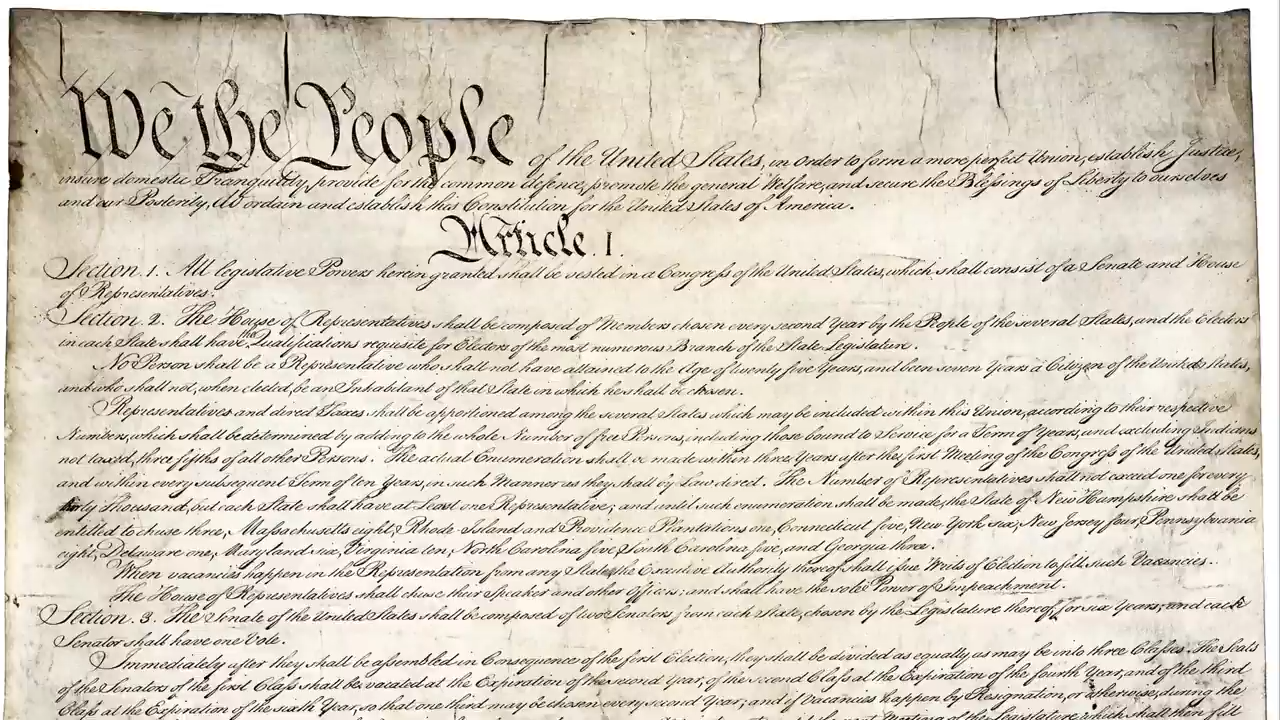 We the People of the United States, in Order to form a more perfect Union, establish Justice,
insure domestic Tranquility, provide for the common defence, promote the general Welfare, and secure the Blessings of Liberty to ourselves
and our Posterity, do ordain and establish this Constitution for the United States of America.
Article. I.
Section. 1. All legislative Powers herein granted shall be vested in a Congress of the United States, which shall consist of a Senate and House
of Representatives.
Section. 2. The House of Representatives shall be composed of Members chosen every second Year by the People of the several States, and the Electors
in each State shall have the Qualifications requisite for Electors of the most numerous Branch of the State Legislature.
No Person shall be a Representative who shall not have attained to the Age of twenty five Years, and been seven Years a Citizen of the United States,
and who shall not, when elected, be an Inhabitant of that State in which he shall be chosen.
Representatives and direct Taxes shall be apportioned among the several States which may be included within this Union, according to their respective
Numbers, which shall be determined by adding to the whole Number of free Persons, including those bound to Service for a Term of Years, and excluding Indians
not taxed, three fifths of all other Persons. The actual Enumeration shall be made within three Years after the first Meeting of the Congress of the United States,
and within every subsequent Term of ten Years, in such Manner as they shall by Law direct. The Number of Representatives shall not exceed one for every
thirty Thousand, but each State shall have at Least one Representative; and until such enumeration shall be made, the State of New Hampshire shall be
entitled to chuse three, Massachusetts eight, Rhode Island and Providence Plantations one, Connecticut five, New York six, New Jersey four, Pennsylvania
eight, Delaware one, Maryland six, Virginia ten, North Carolina five, South Carolina five, and Georgia three.
When vacancies happen in the Representation from any State, the Executive Authority thereof shall issue Writs of Election to fill such Vacancies.
The House of Representatives shall chuse their Speaker and other Officers; and shall have the sole Power of Impeachment.
Section. 3. The Senate of the United States shall be composed of two Senators from each State, chosen by the Legislature thereof, for six Years; and each
Senator shall have one Vote.
Immediately after they shall be assembled in Consequence of the first Election, they shall be divided as equally as may be into three Classes. The Seats
of the Senators of the first Class shall be vacated at the Expiration of the second Year, of the second Class at the Expiration of the fourth Year, and of the third
Class at the Expiration of the sixth Year, so that one third may be chosen every second Year; and if Vacancies happen by Resignation, or otherwise, during the